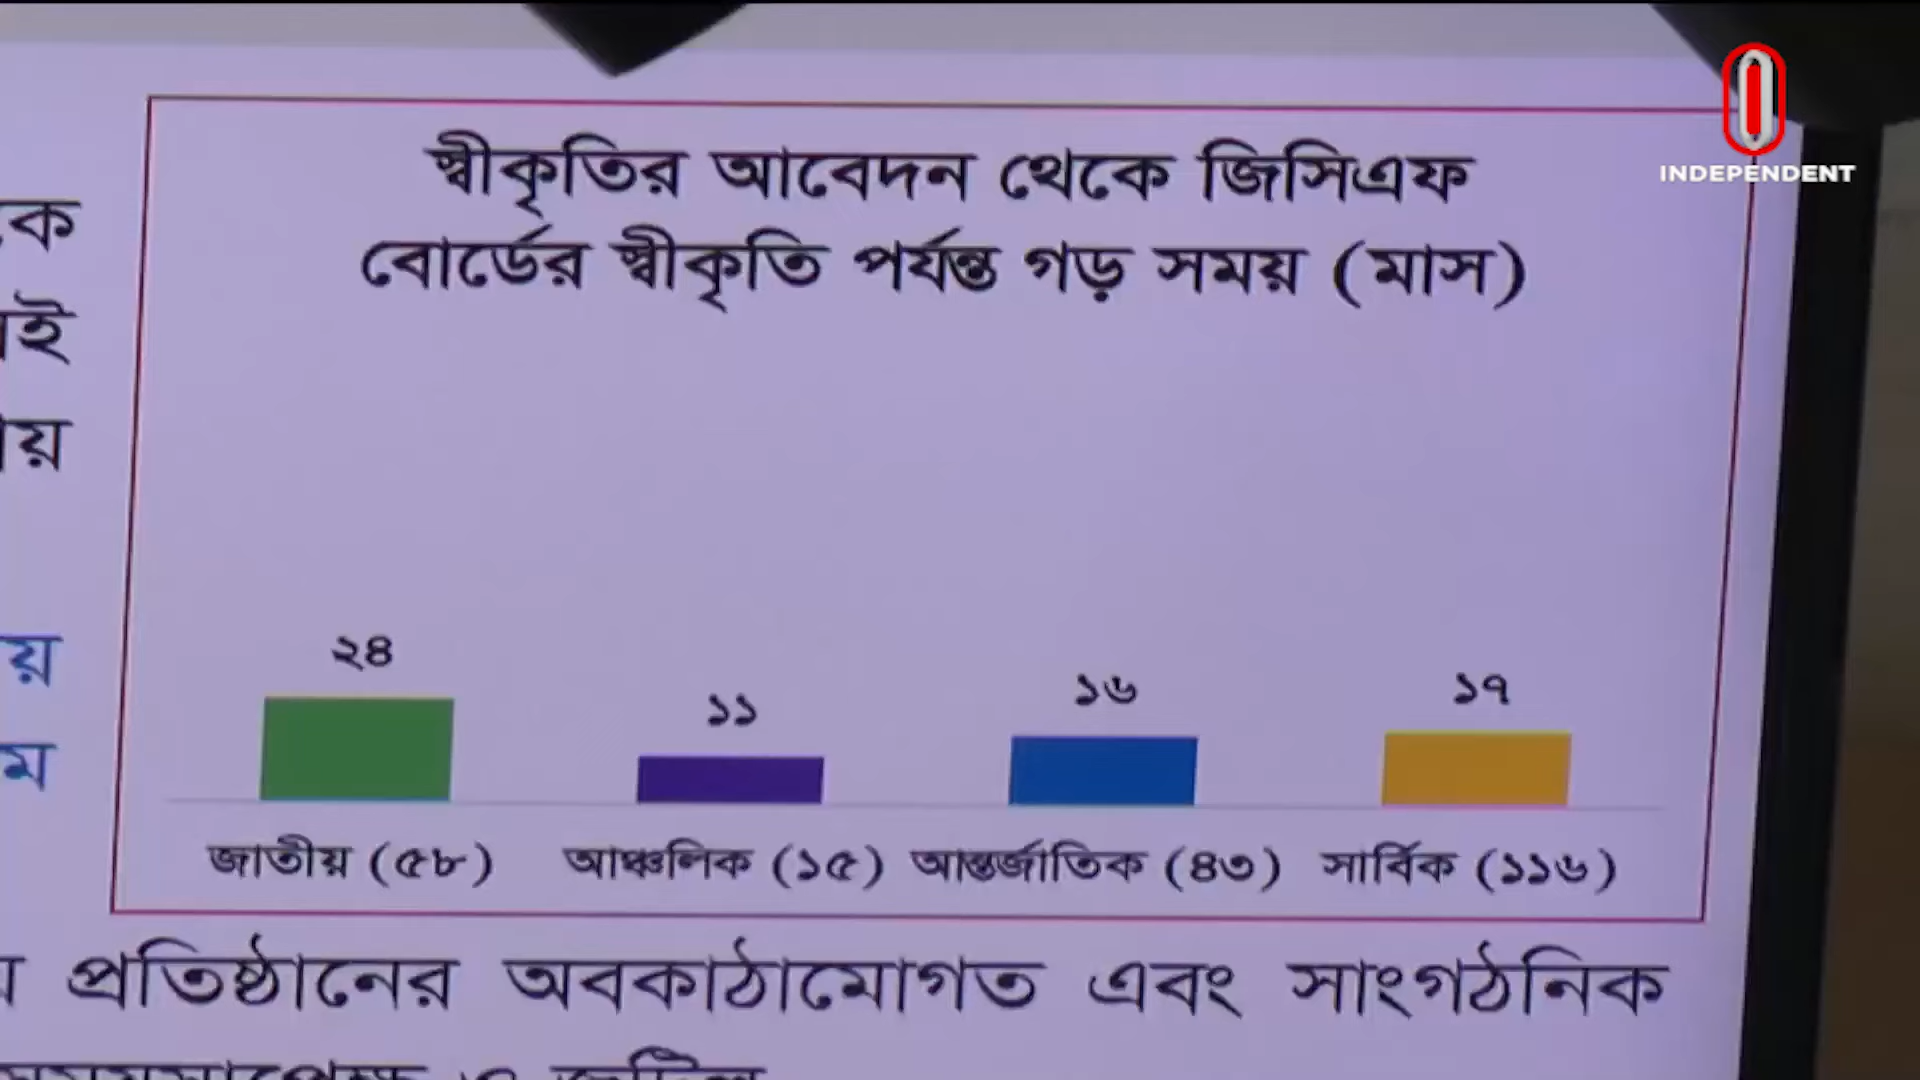 INDEPENDENT
স্বীকৃতির আবেদন থেকে জিসিএফ
বোর্ডের স্বীকৃতি পর্যন্ত গড় সময় (মাস)
২৪
১১
১৬
১৭
জাতীয় (৫৮) আঞ্চলিক (১৫) আন্তর্জাতিক (৪৩) সার্বিক (১১৬)
প্রতিষ্ঠানের অবকাঠামোগত এবং সাংগঠনিক